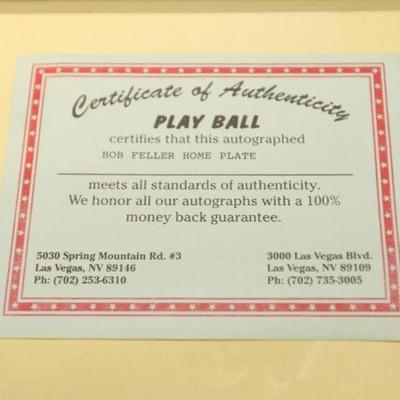 Certificate of Authenticity
PLAY BALL
certifies that this autographed
BOB FELLER HOME PLATE
meets all standards of authenticity.
We honor all our autographs with a 100%
money back guarantee.
5030 Spring Mountain Rd. #3
Las Vegas, NV 89146
Ph: (702) 253-6310
3000 Las Vegas Blvd.
Las Vegas, NV 89109
Ph: (702) 735-3005